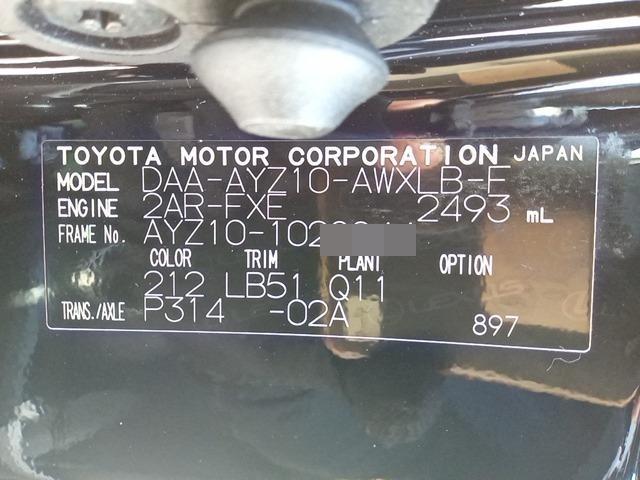 TOYOTA MOTOR CORPORATION JAPAN
MODEL DAA-AYZ10-AWXLB-E
ENGINE 2AR-FXE 2493 mL
FRAME No. AYZ10-102
COLOR TRIM PLANT OPTION
212 LB51 Q11
TRANS./AXLE P314 -02A 897